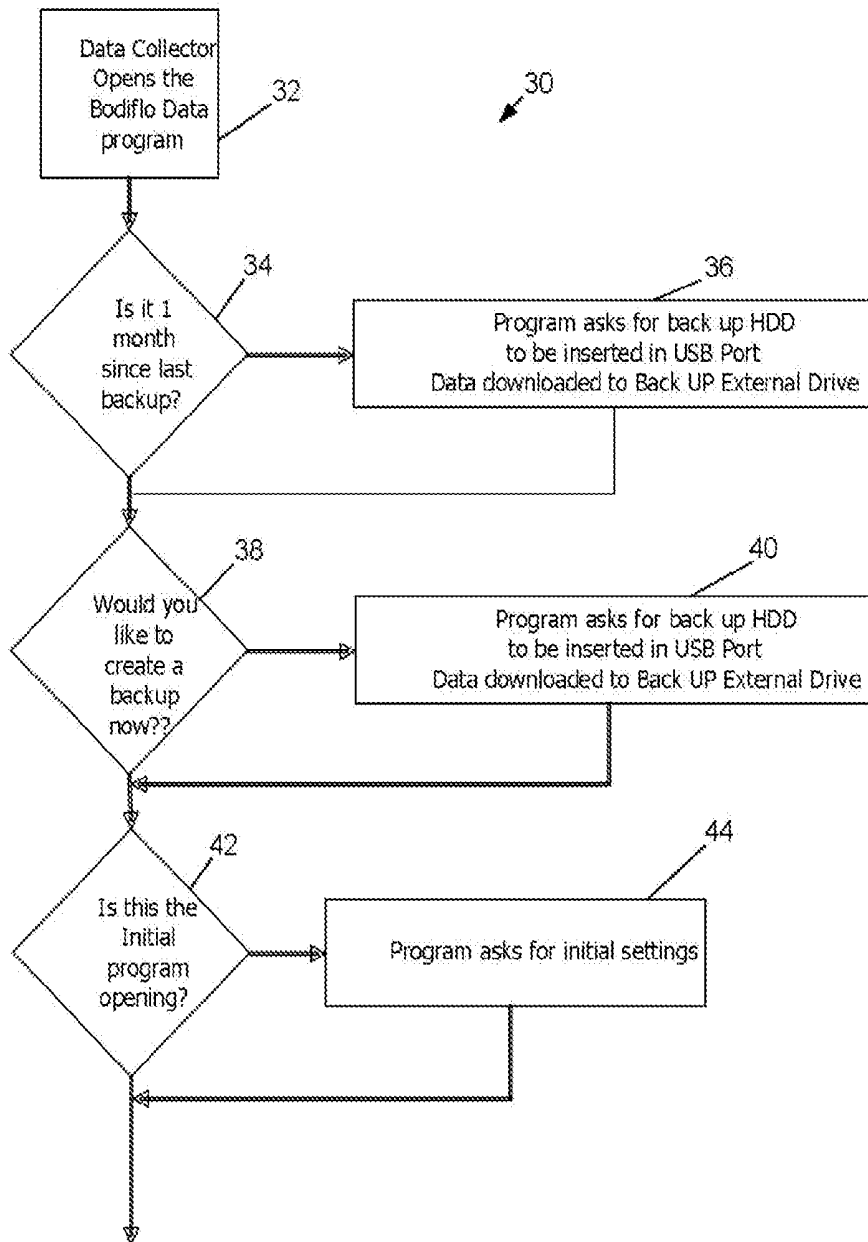 Data Collector
Opens the
Bodiflo Data
program
32
30
34
Is it 1
month
since last
backup?
36
Program asks for back up HDD
to be inserted in USB Port
Data downloaded to Back UP External Drive
38
Would you
like to
create a
backup
now??
40
Program asks for back up HDD
to be inserted in USB Port
Data downloaded to Back UP External Drive
42
Is this the
Initial
program
opening?
44
Program asks for initial settings